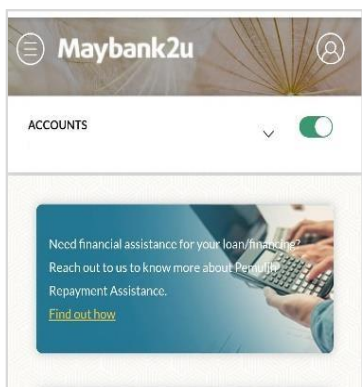 Maybank2u
ACCOUNTS
Need financial assistance for your loan/financing?
Reach out to us to know more about Pemulih
Repayment Assistance.
Find out how